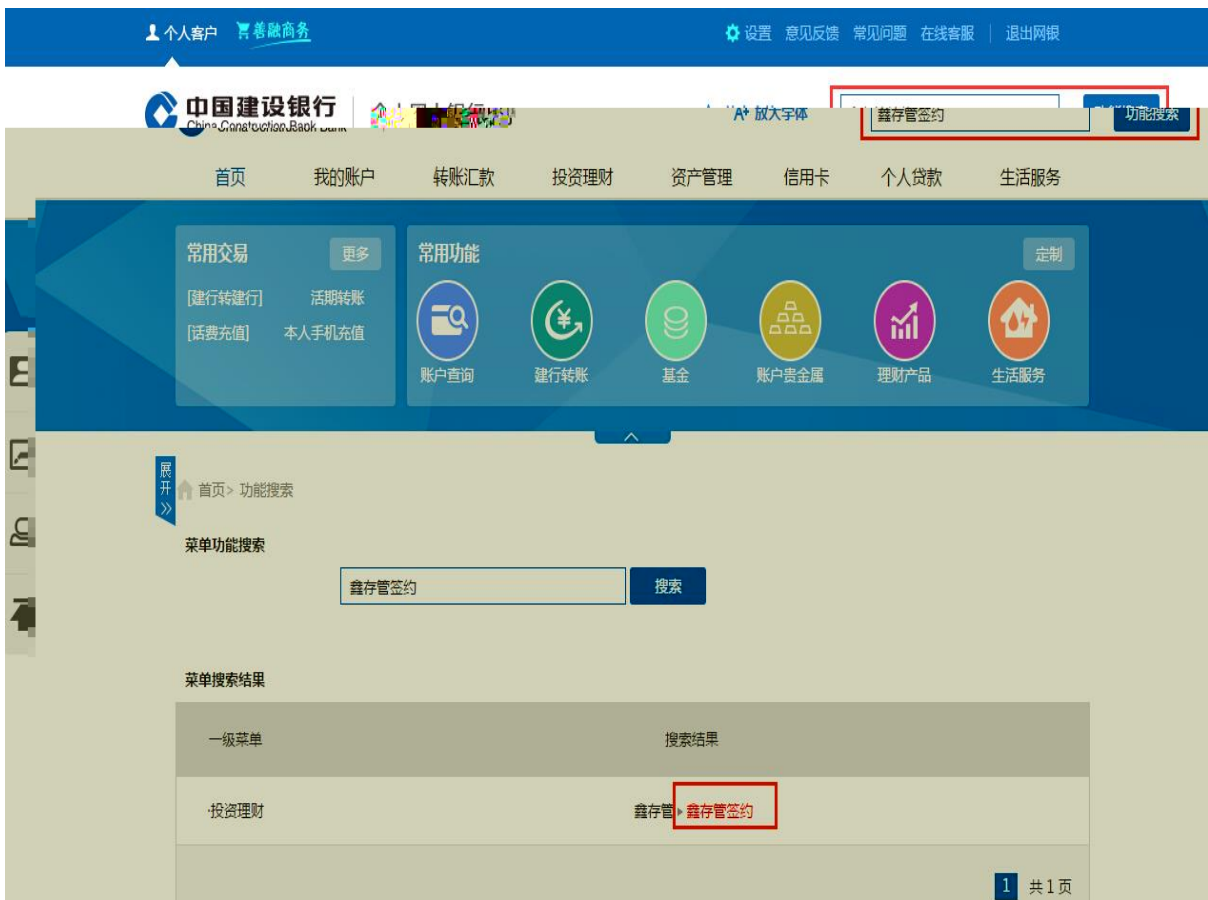 个人客户 善融商务 设置 意见反馈 常见问题 在线客服 | 退出网银
中国建设银行
China Construction Bank
A+ 放大字体 鑫存管签约 功能搜索
首页 我的账户 转账汇款 投资理财 资产管理 信用卡 个人贷款 生活服务
常用交易 更多 常用功能 定制
[建行转建行] 活期转账
[话费充值] 本人手机充值
账户查询 建行转账 基金 账户贵金属 理财产品 生活服务
展开
首页> 功能搜索
菜单功能搜索
鑫存管签约 搜索
菜单搜索结果
一级菜单 搜索结果
·投资理财 鑫存管 ▸ 鑫存管签约
1 共1页